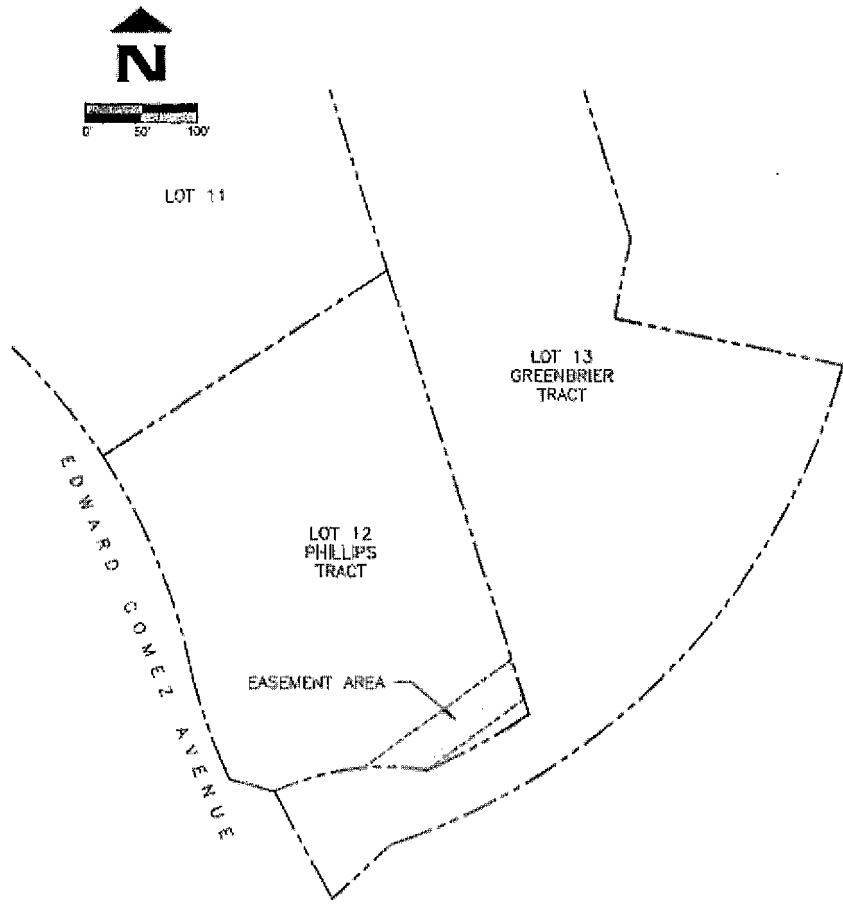 N
0' 50' 100'
LOT 11
LOT 13
GREENBRIER
TRACT
LOT 12
PHILLIPS
TRACT
EDWARD GOMEZ AVENUE
EASEMENT AREA